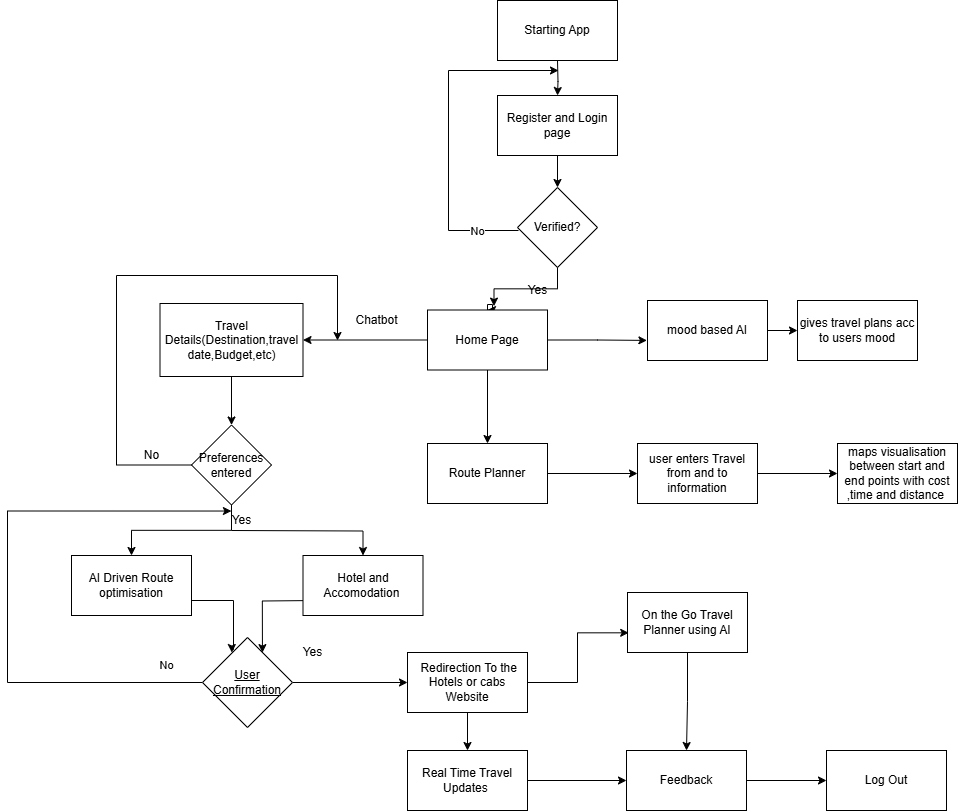 Starting App
Register and Login
page
Verified?
No
Yes
Chatbot
Travel
Details(Destination,travel
date,Budget,etc)
Home Page
mood based AI
gives travel plans acc
to users mood
No
Preferences
entered
Route Planner
user enters Travel
from and to
information
maps visualisation
between start and
end points with cost
,time and distance
Yes
AI Driven Route
optimisation
Hotel and
Accomodation
On the Go Travel
Planner using AI
No
Yes
User
Confirmation
Redirection To the
Hotels or cabs
Website
Real Time Travel
Updates
Feedback
Log Out